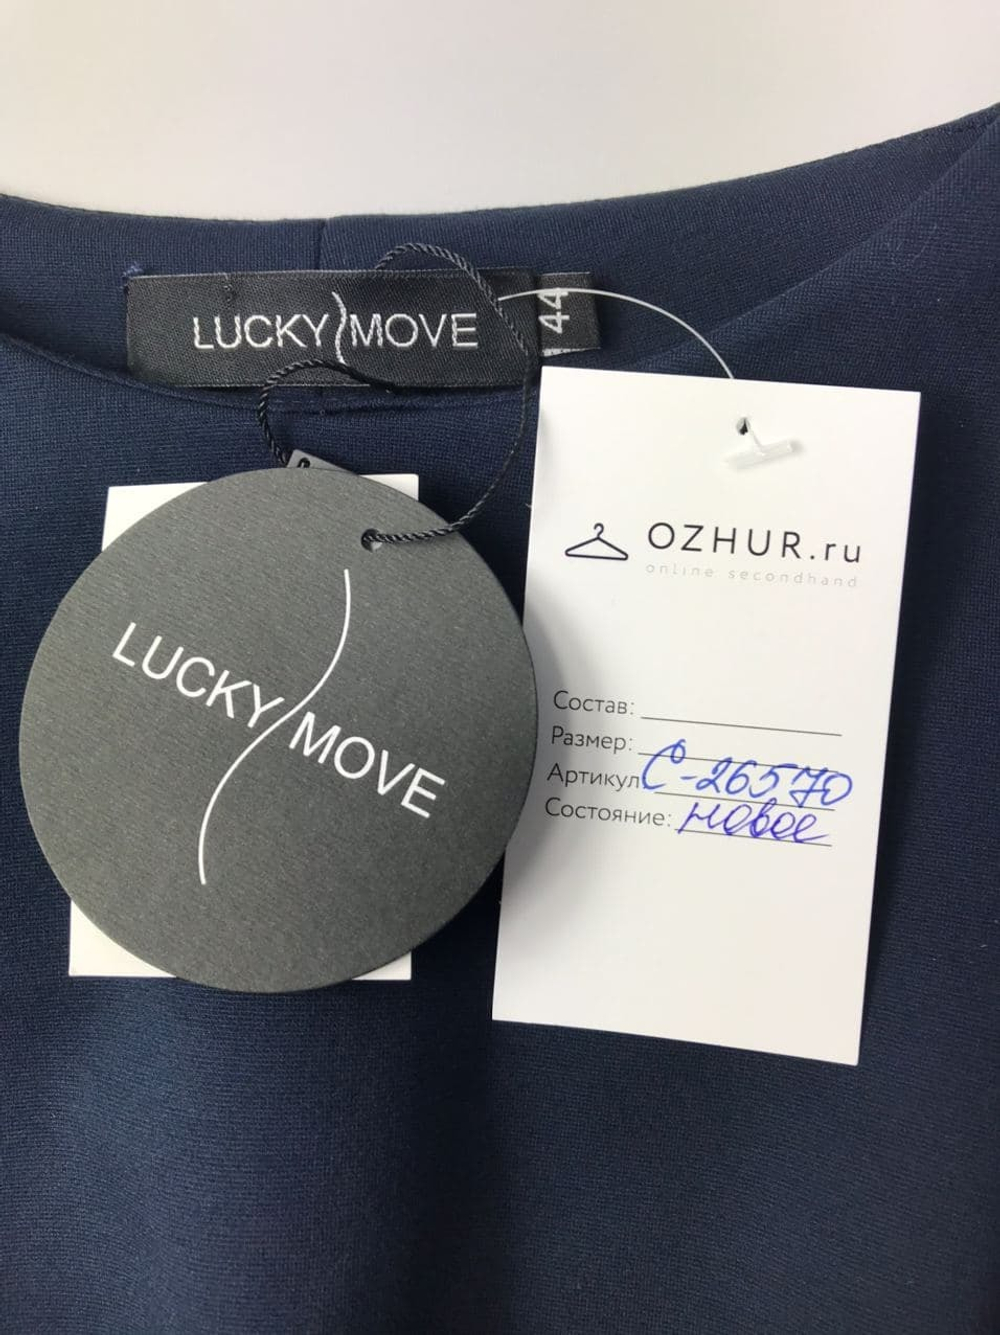 LUCKY MOVE
44
LUCKY MOVE
OZHUR.ru
online secondhand
Состав:
Размер:
Артикул С-26570
Состояние: новое